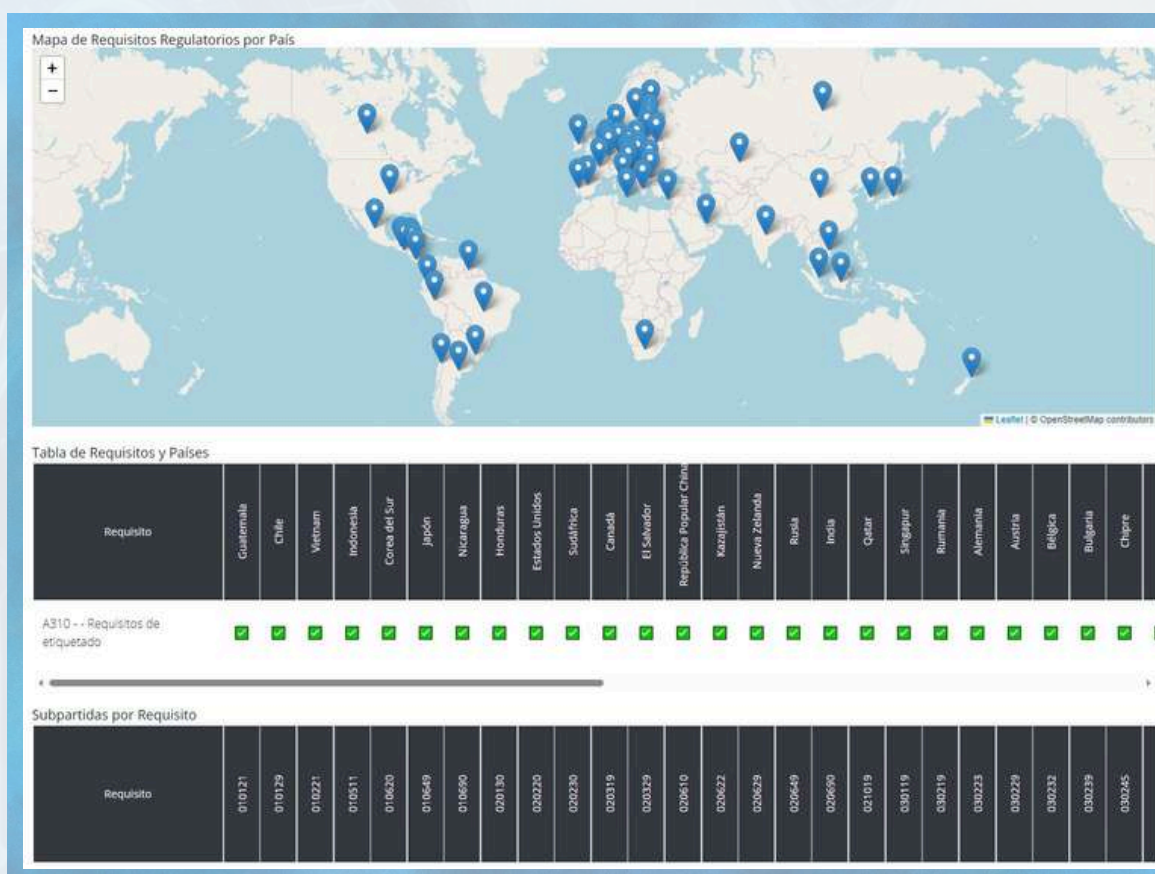 Mapa de Requisitos Regulatorios por País
+
−
Leaflet | © OpenStreetMap contributors
Tabla de Requisitos y Países
Requisito
Guatemala
Chile
Vietnam
Indonesia
Corea del Sur
Japón
Nicaragua
Honduras
Estados Unidos
Sudáfrica
Canadá
El Salvador
República Popular China
Kazajistán
Nueva Zelanda
Rusia
India
Qatar
Singapur
Rumania
Alemania
Austria
Bélgica
Bulgaria
Chipre
A310 - - Requisitos de
etiquetado
Subpartidas por Requisito
Requisito
010121
010129
010221
010511
010620
010649
010690
020130
020220
020230
020319
020329
020610
020622
020629
020649
020690
021019
030119
030219
030223
030229
030232
030239
030245